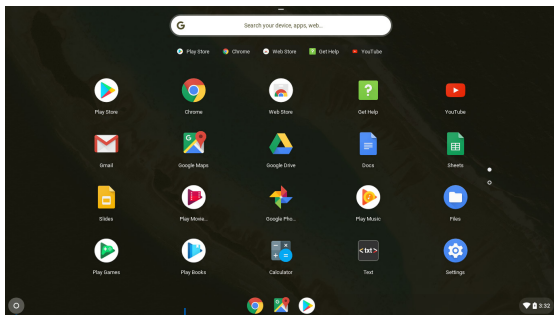 Search your device, apps, web...
Play Store Chrome Web Store Get Help YouTube
Play Store Chrome Web Store Get Help YouTube
Gmail Google Maps Google Drive Docs Sheets
Slides Play Movie... Google Pho... Play Music Files
<txt>
Play Games Play Books Calculator Text Settings
3:32